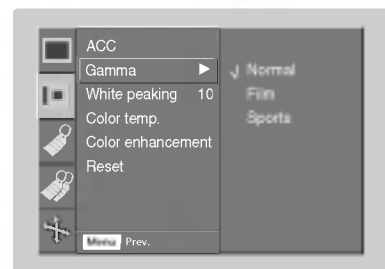 ACC
Gamma ▶ √ Normal
White peaking 10 Film
Color temp. Sports
Color enhancement
Reset
Menu Prev.